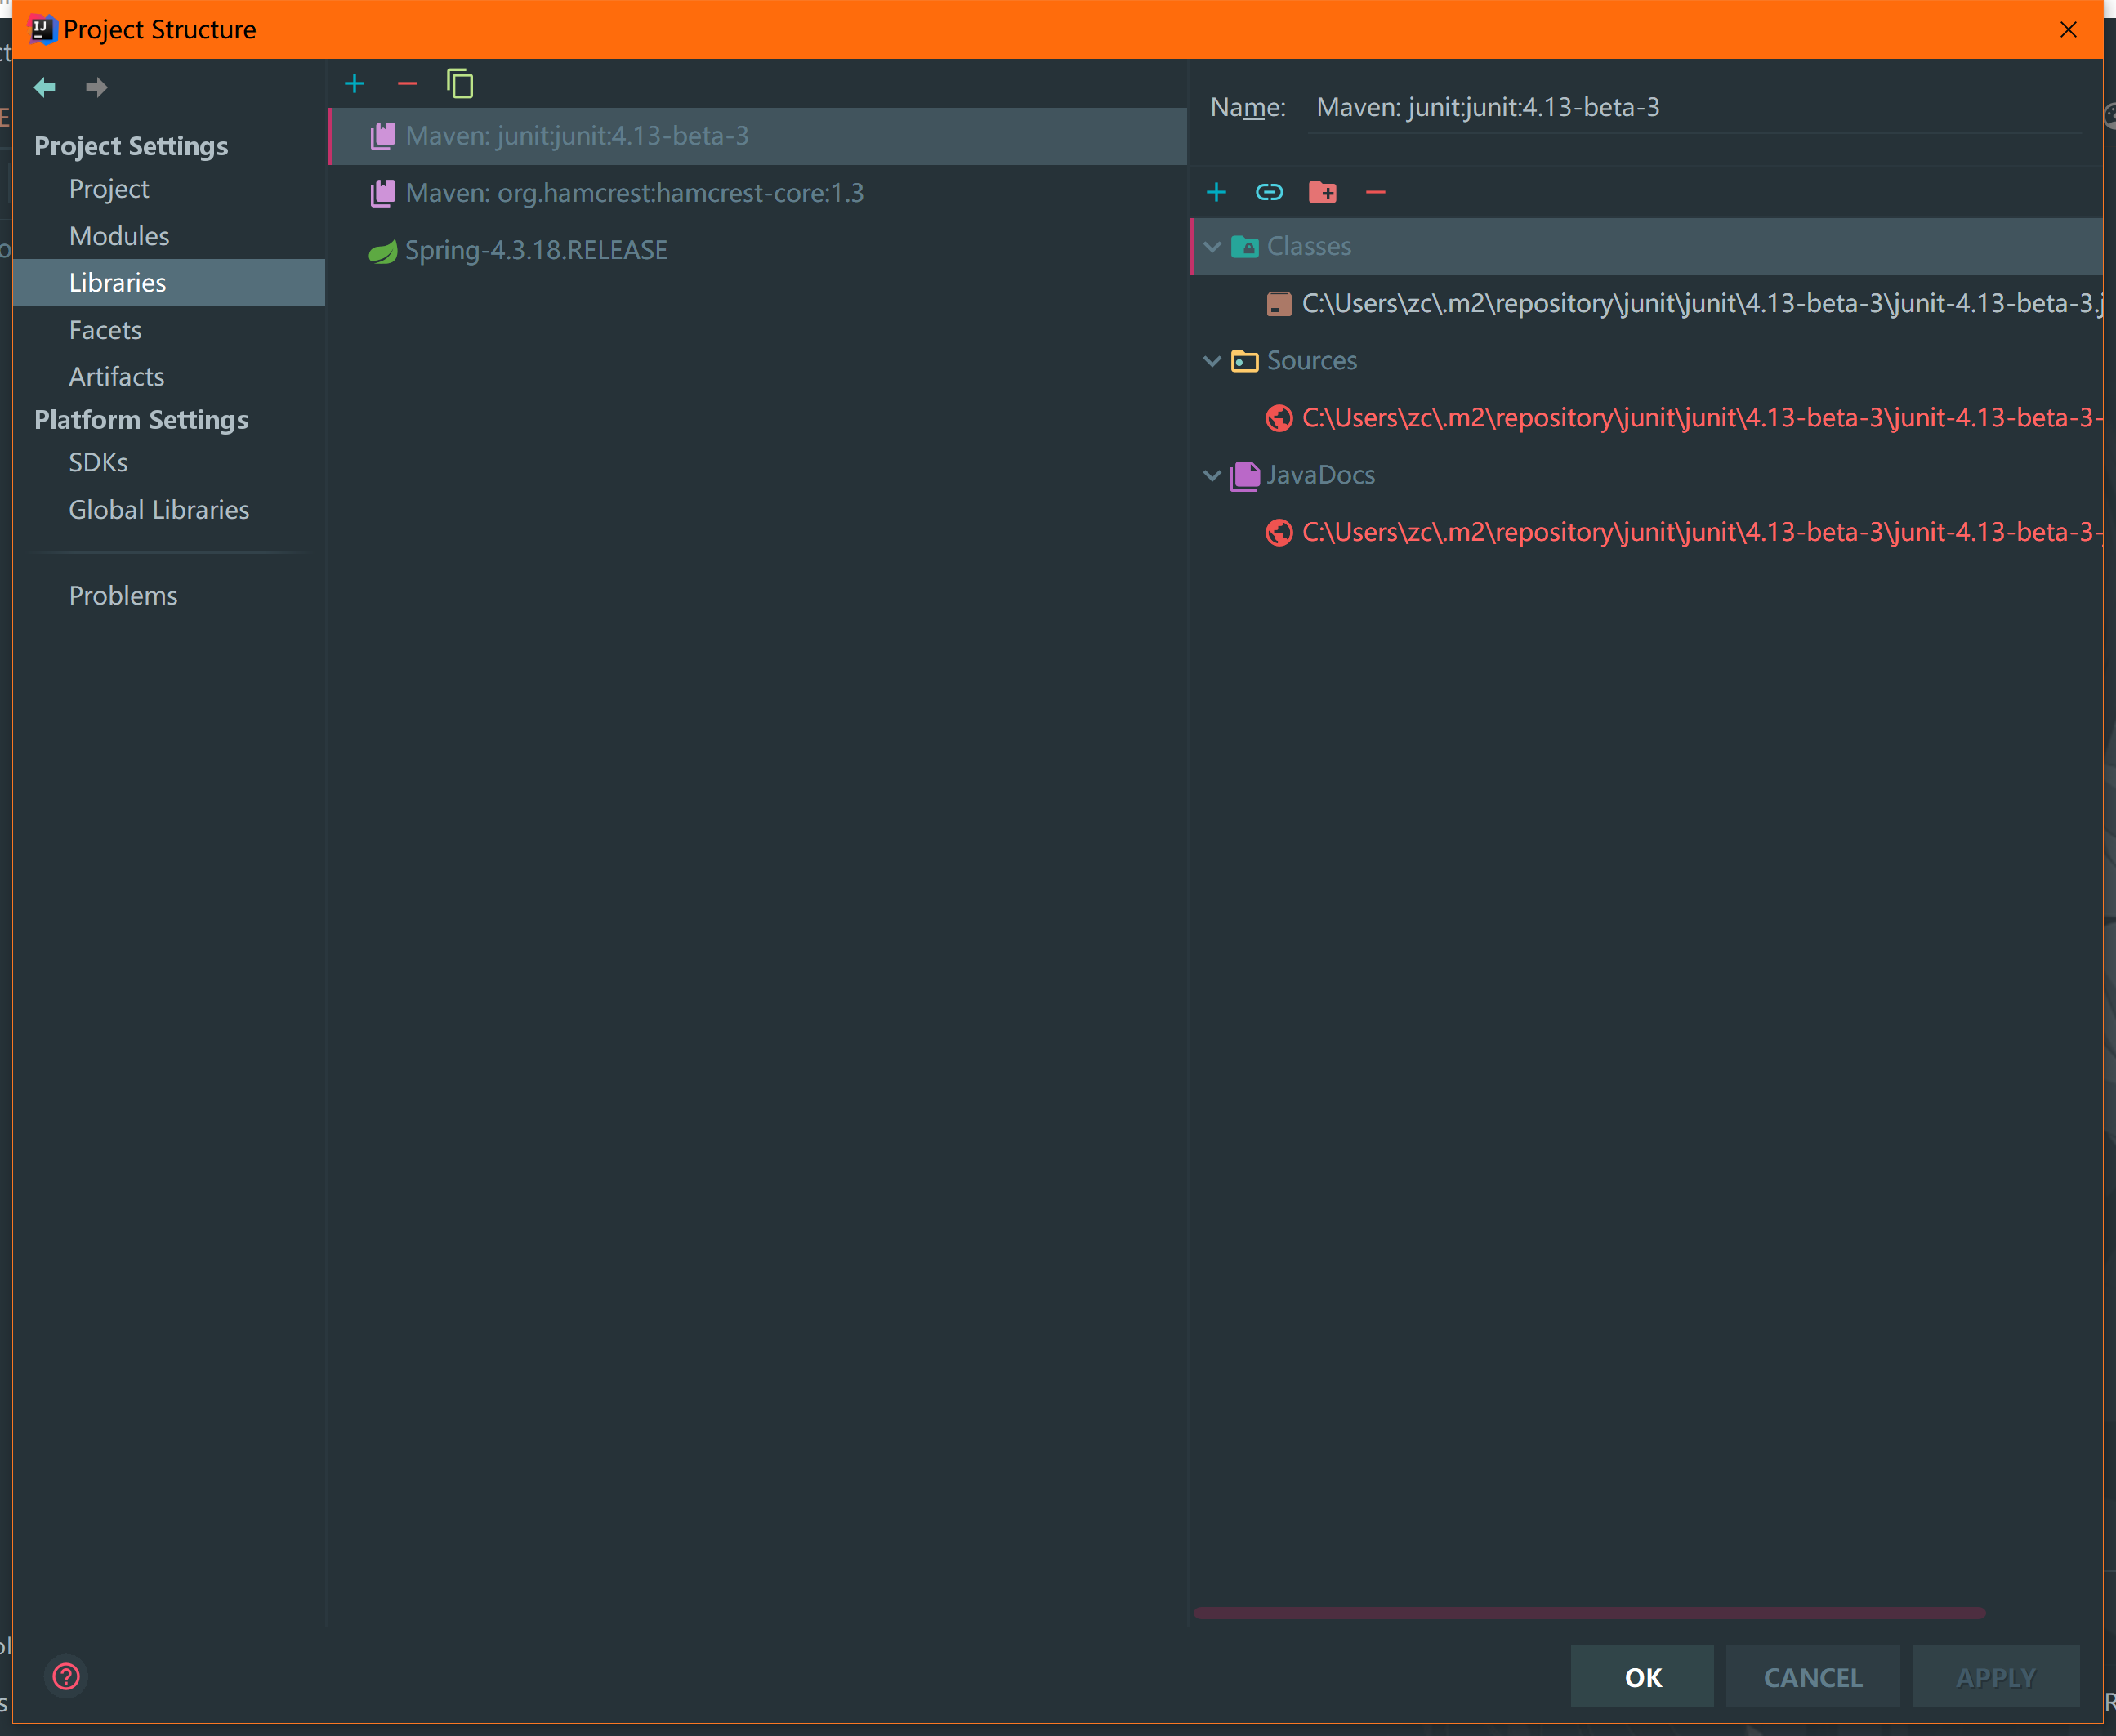 Project Structure
Project Settings
Project
Modules
Libraries
Facets
Artifacts
Platform Settings
SDKs
Global Libraries
Problems
Maven: junit:junit:4.13-beta-3
Maven: org.hamcrest:hamcrest-core:1.3
Spring-4.3.18.RELEASE
Name: Maven: junit:junit:4.13-beta-3
Classes
C:\Users\zc\.m2\repository\junit\junit\4.13-beta-3\junit-4.13-beta-3.j
Sources
C:\Users\zc\.m2\repository\junit\junit\4.13-beta-3\junit-4.13-beta-3-
JavaDocs
C:\Users\zc\.m2\repository\junit\junit\4.13-beta-3\junit-4.13-beta-3-
OK
CANCEL
APPLY